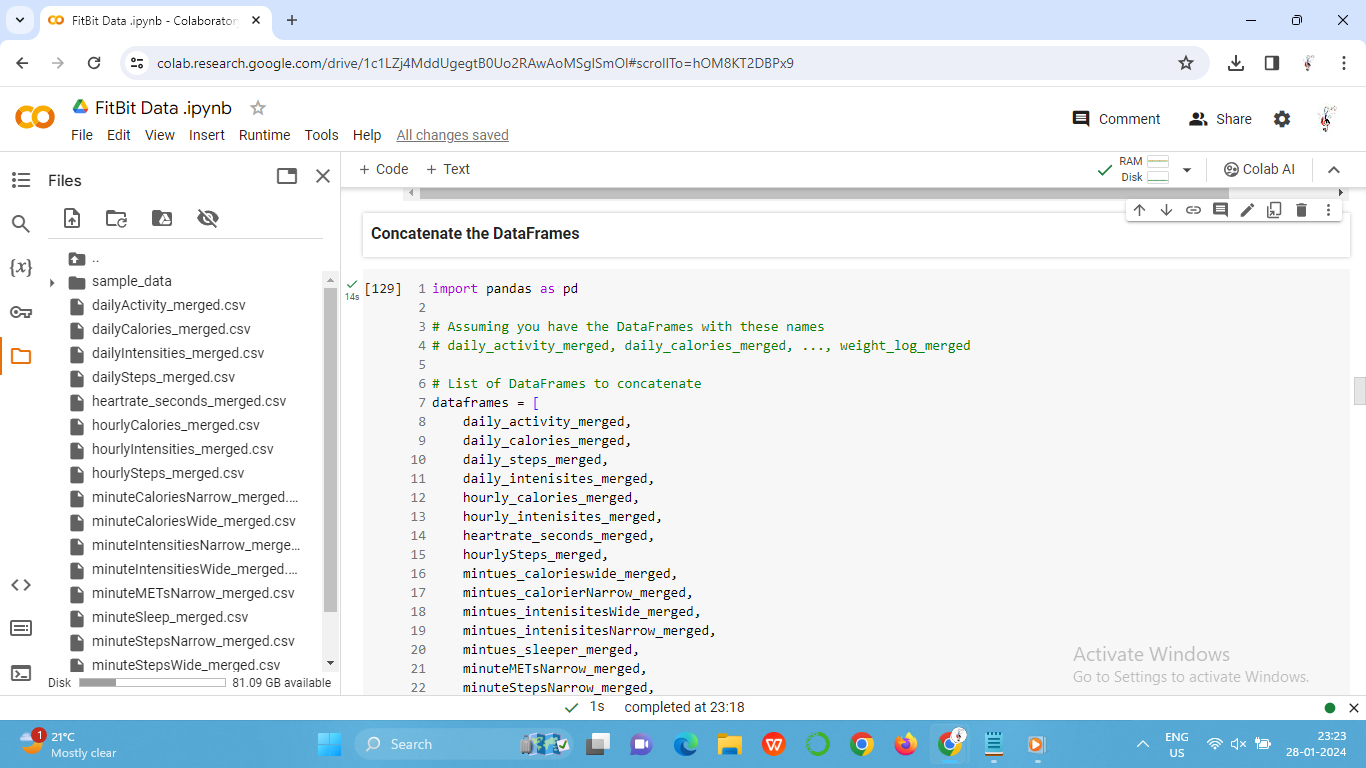 FitBit Data .ipynb - Colaborator
colab.research.google.com/drive/1c1LZj4MddUgegtB0Uo2RAwAoMSglSmOl#scrollTo=hOM8KT2DBPx9
FitBit Data .ipynb
File Edit View Insert Runtime Tools Help All changes saved
Comment Share
Files
+ Code + Text
RAM
Disk
Colab AI
..
sample_data
dailyActivity_merged.csv
dailyCalories_merged.csv
dailyIntensities_merged.csv
dailySteps_merged.csv
heartrate_seconds_merged.csv
hourlyCalories_merged.csv
hourlyIntensities_merged.csv
hourlySteps_merged.csv
minuteCaloriesNarrow_merged....
minuteCaloriesWide_merged.csv
minuteIntensitiesNarrow_merge...
minuteIntensitiesWide_merged....
minuteMETsNarrow_merged.csv
minuteSleep_merged.csv
minuteStepsNarrow_merged.csv
minuteStepsWide_merged.csv
Disk 81.09 GB available
Concatenate the DataFrames
[129]
14s
1 import pandas as pd
2
3 # Assuming you have the DataFrames with these names
4 # daily_activity_merged, daily_calories_merged, ..., weight_log_merged
5
6 # List of DataFrames to concatenate
7 dataframes = [
8 daily_activity_merged,
9 daily_calories_merged,
10 daily_steps_merged,
11 daily_intenisites_merged,
12 hourly_calories_merged,
13 hourly_intenisites_merged,
14 heartrate_seconds_merged,
15 hourlySteps_merged,
16 mintues_calorieswide_merged,
17 mintues_calorierNarrow_merged,
18 mintues_intenisitesWide_merged,
19 mintues_intenisitesNarrow_merged,
20 mintues_sleeper_merged,
21 minuteMETsNarrow_merged,
22 minuteStepsNarrow_merged,
Activate Windows
Go to Settings to activate Windows.
1s completed at 23:18
1
21°C
Mostly clear
Search
ENG
US
23:23
28-01-2024